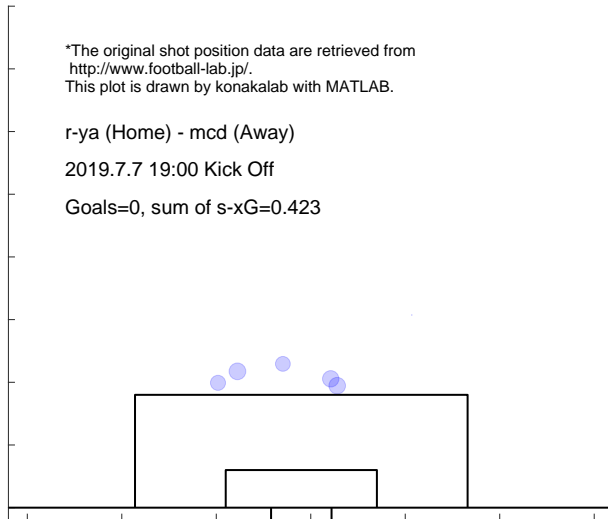 *The original shot position data are retrieved from
http://www.football-lab.jp/.
This plot is drawn by konakalab with MATLAB.
r-ya (Home) - mcd (Away)
2019.7.7 19:00 Kick Off
Goals=0, sum of s-xG=0.423